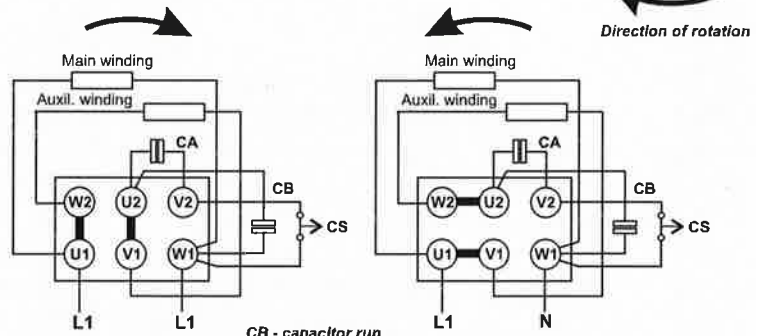 Direction of rotation
Main winding
Auxil. winding
CA
CB
W2 U2 V2
CS
U1 V1 W1
L1 L1
Main winding
Auxil. winding
CA
CB
W2 U2 V2
CS
U1 V1 W1
L1 N
CB - capacitor run